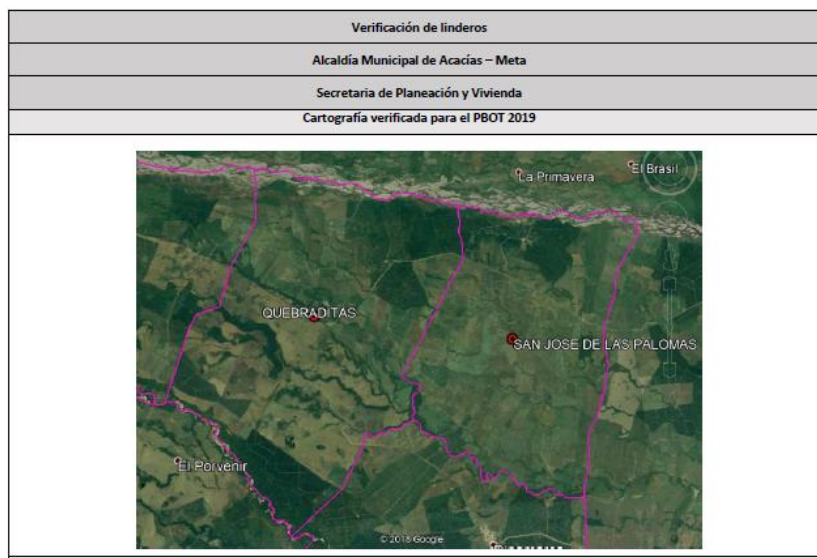 Verificación de linderos
Alcaldía Municipal de Acacías – Meta
Secretaria de Planeación y Vivienda
Cartografía verificada para el PBOT 2019
La Primavera
El Brasil
QUEBRADITAS
SAN JOSE DE LAS PALOMAS
El Porvenir
© 2018 Google